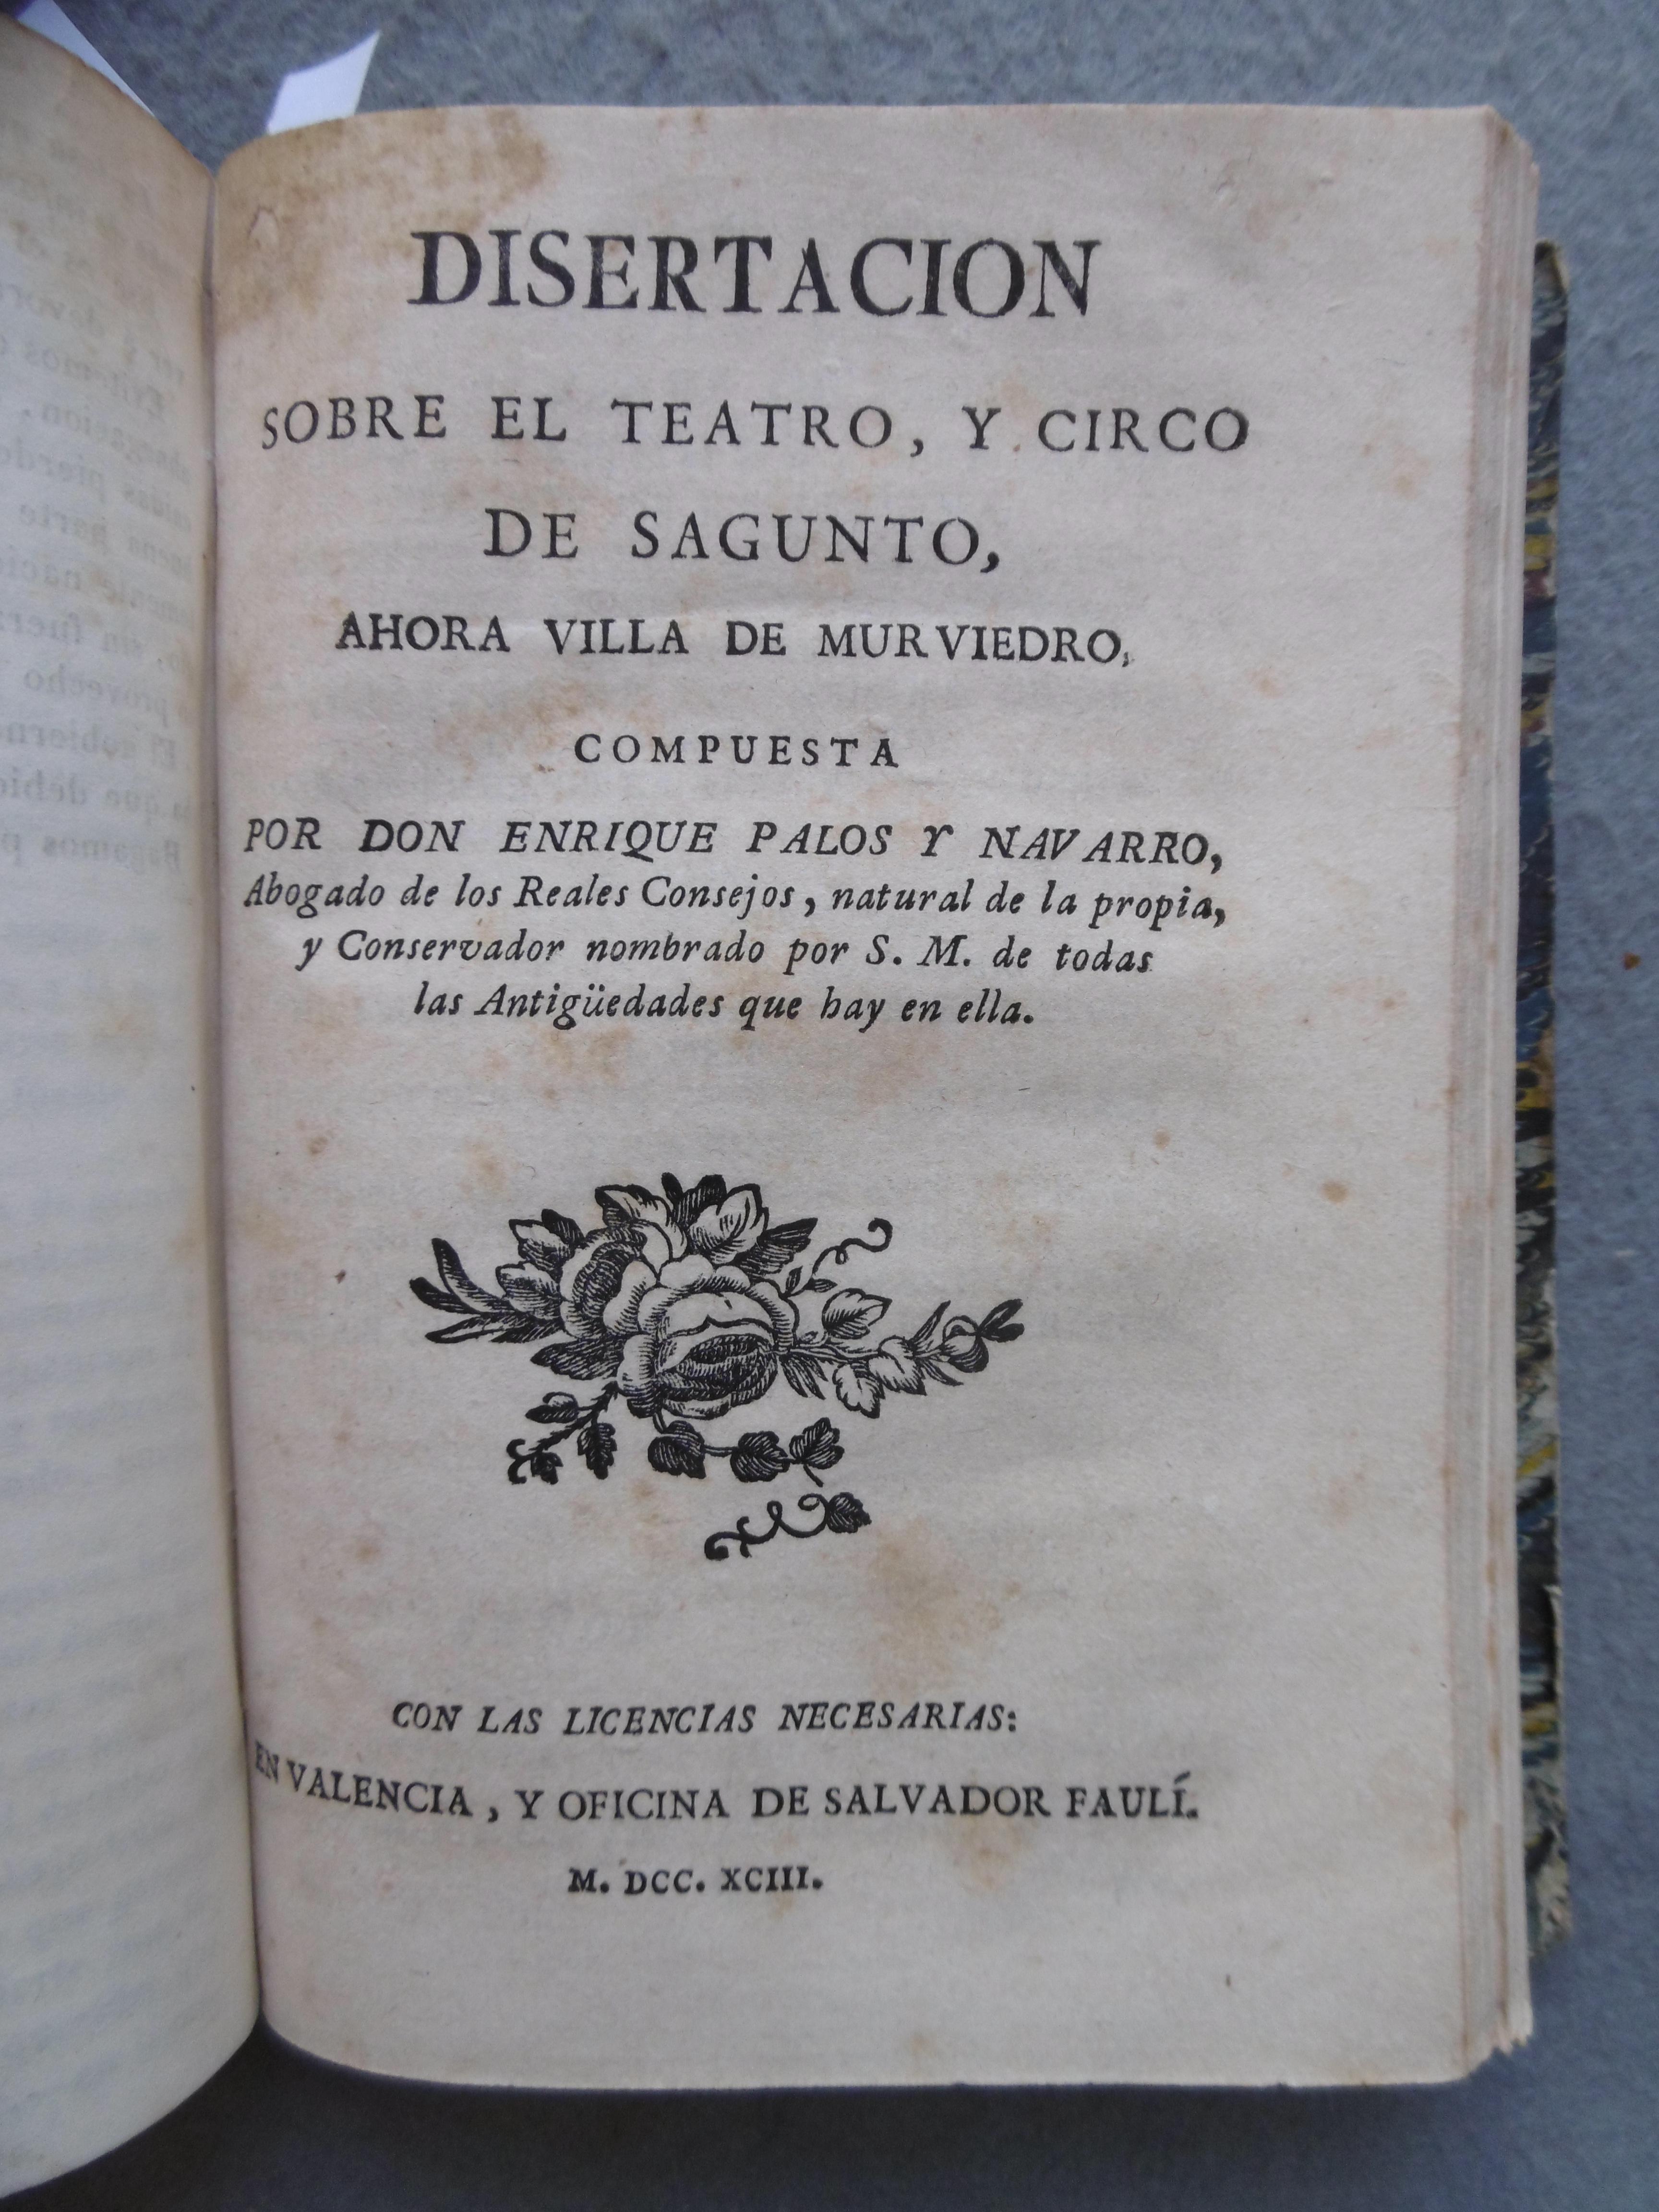 DISERTACION
SOBRE EL TEATRO, Y CIRCO
DE SAGUNTO,
AHORA VILLA DE MURVIEDRO,
COMPUESTA
POR DON ENRIQUE PALOS Y NAVARRO,
Abogado de los Reales Consejos, natural de la propia,
y Conservador nombrado por S. M. de todas
las Antigüedades que hay en ella.
CON LAS LICENCIAS NECESARIAS:
EN VALENCIA, Y OFICINA DE SALVADOR FAULÍ.
M. DCC. XCIII.